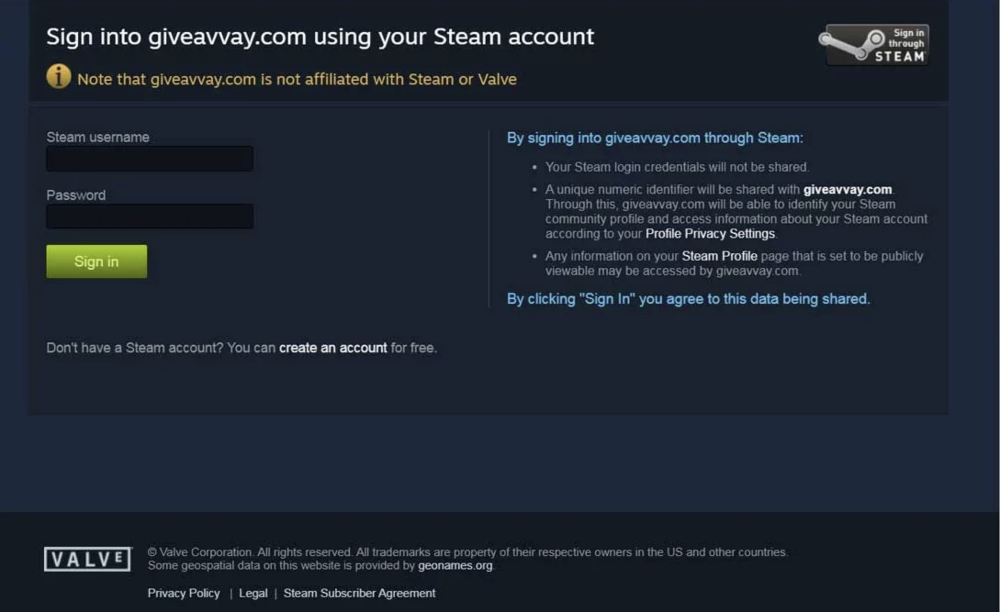 Sign into giveavvay.com using your Steam account
Sign in
through
STEAM
i Note that giveavvay.com is not affiliated with Steam or Valve
Steam username
Password
Sign in
Don't have a Steam account? You can create an account for free.
By signing into giveavvay.com through Steam:
• Your Steam login credentials will not be shared.
• A unique numeric identifier will be shared with giveavvay.com.
Through this, giveavvay.com will be able to identify your Steam
community profile and access information about your Steam account
according to your Profile Privacy Settings.
• Any information on your Steam Profile page that is set to be publicly
viewable may be accessed by giveavvay.com.
By clicking "Sign In" you agree to this data being shared.
VALVE
© Valve Corporation. All rights reserved. All trademarks are property of their respective owners in the US and other countries.
Some geospatial data on this website is provided by geonames.org.
Privacy Policy | Legal | Steam Subscriber Agreement